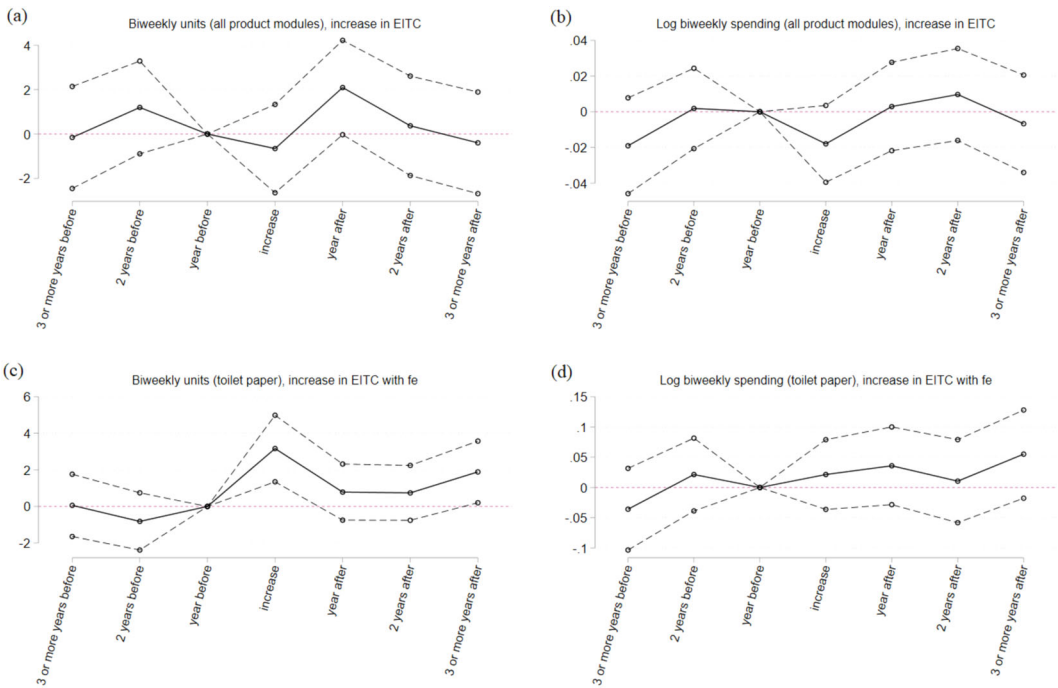 (a)
Biweekly units (all product modules), increase in EITC
4
2
0
-2
3 or more years before
2 years before
year before
increase
year after
2 years after
3 or more years after
(b)
Log biweekly spending (all product modules), increase in EITC
.04
.02
0
-.02
-.04
3 or more years before
2 years before
year before
increase
year after
2 years after
3 or more years after
(c)
Biweekly units (toilet paper), increase in EITC with fe
6
4
2
0
-2
3 or more years before
2 years before
year before
increase
year after
2 years after
3 or more years after
(d)
Log biweekly spending (toilet paper), increase in EITC with fe
.15
.1
.05
0
-.05
-.1
3 or more years before
2 years before
year before
increase
year after
2 years after
3 or more years after